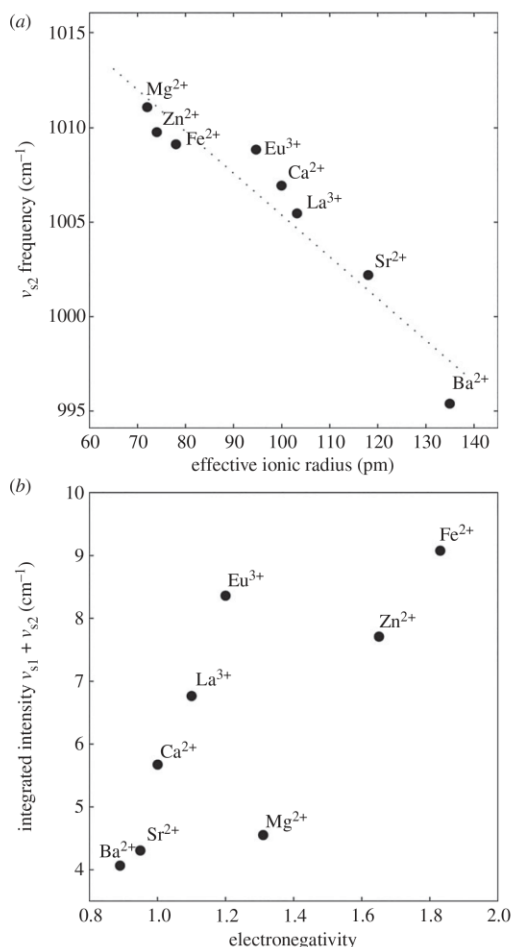 (a)
1015
1010
1005
1000
995
ν_s2 frequency (cm⁻¹)
Mg²⁺
Zn²⁺
Fe²⁺
Eu³⁺
Ca²⁺
La³⁺
Sr²⁺
Ba²⁺
60 70 80 90 100 110 120 130 140
effective ionic radius (pm)
(b)
10
9
8
7
6
5
4
integrated intensity ν_s1 + ν_s2 (cm⁻¹)
Fe²⁺
Eu³⁺
Zn²⁺
La³⁺
Ca²⁺
Mg²⁺
Sr²⁺
Ba²⁺
0.8 1.0 1.2 1.4 1.6 1.8 2.0
electronegativity